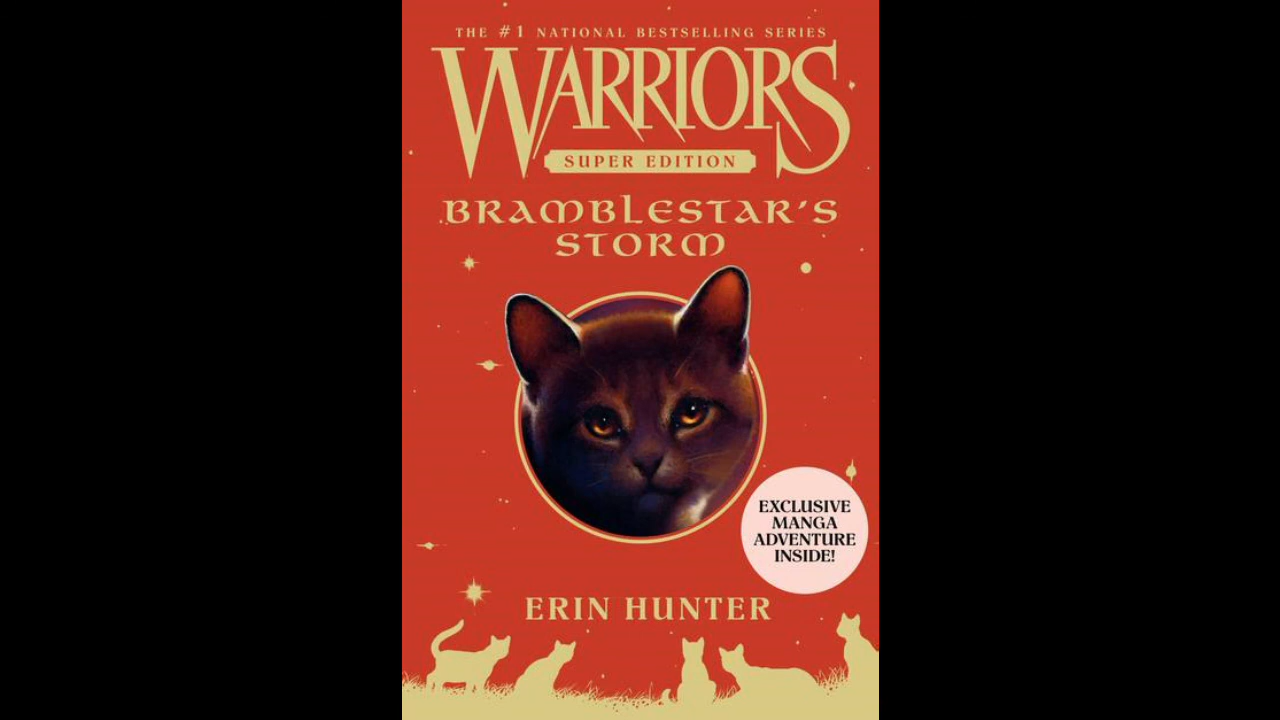 THE #1 NATIONAL BESTSELLING SERIES
WARRIORS
SUPER EDITION
BRAMBLESTAR'S
STORM
EXCLUSIVE
MANGA
ADVENTURE
INSIDE!
ERIN HUNTER